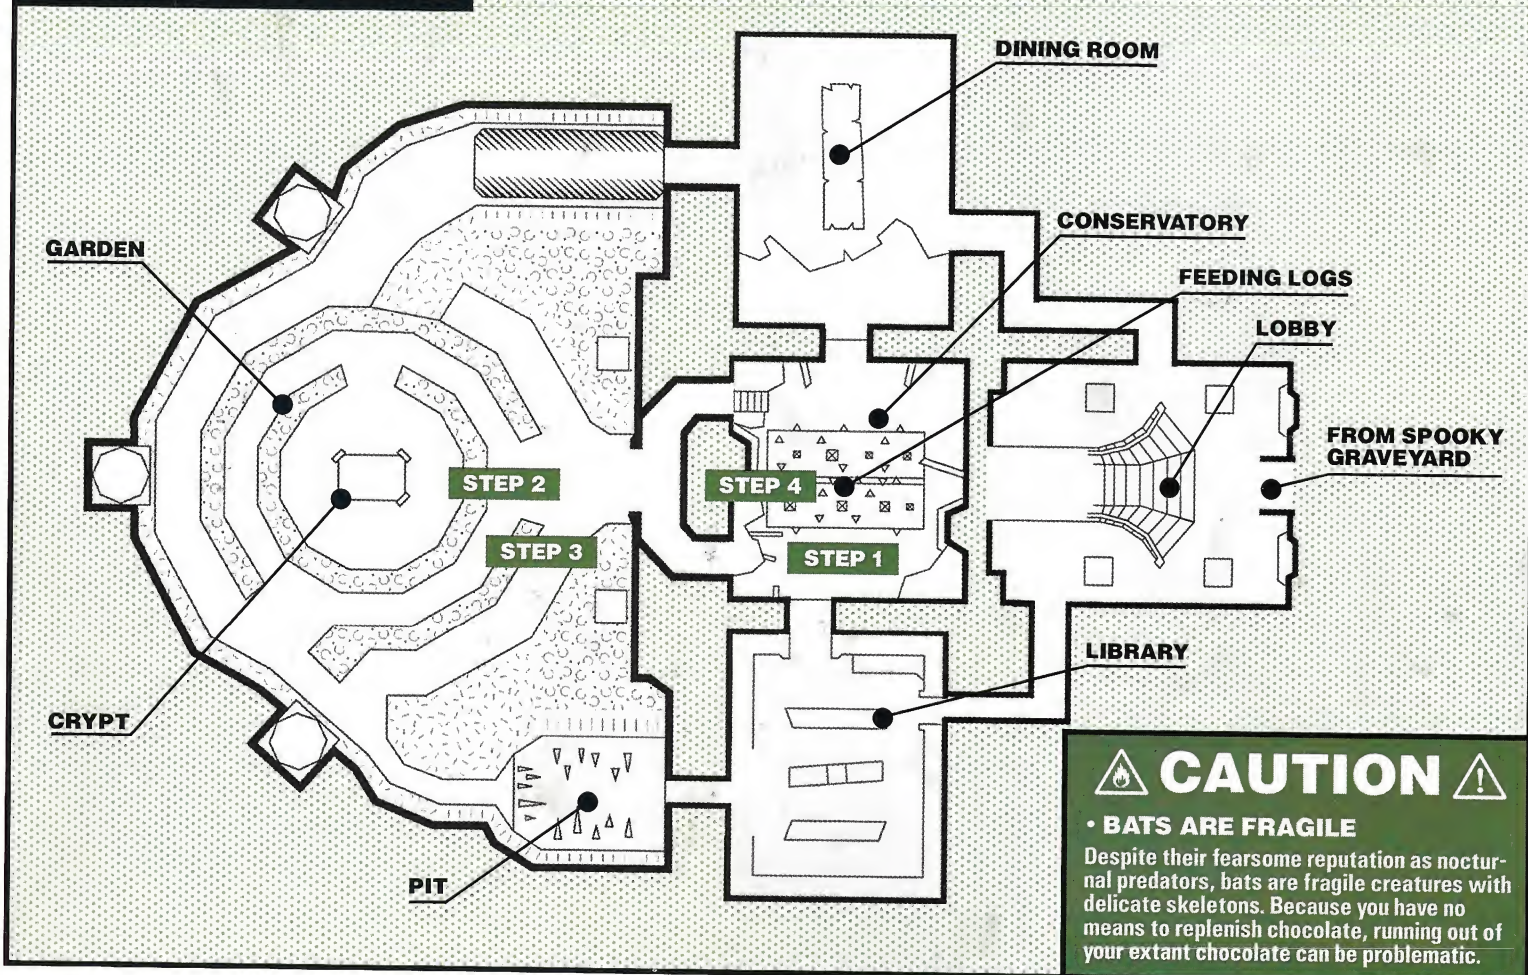 DINING ROOM
CONSERVATORY
GARDEN
FEEDING LOGS
LOBBY
FROM SPOOKY
GRAVEYARD
STEP 2
STEP 4
STEP 3
STEP 1
LIBRARY
CRYPT
PIT
CAUTION
• BATS ARE FRAGILE
Despite their fearsome reputation as noctur-
nal predators, bats are fragile creatures with
delicate skeletons. Because you have no
means to replenish chocolate, running out of
your extant chocolate can be problematic.